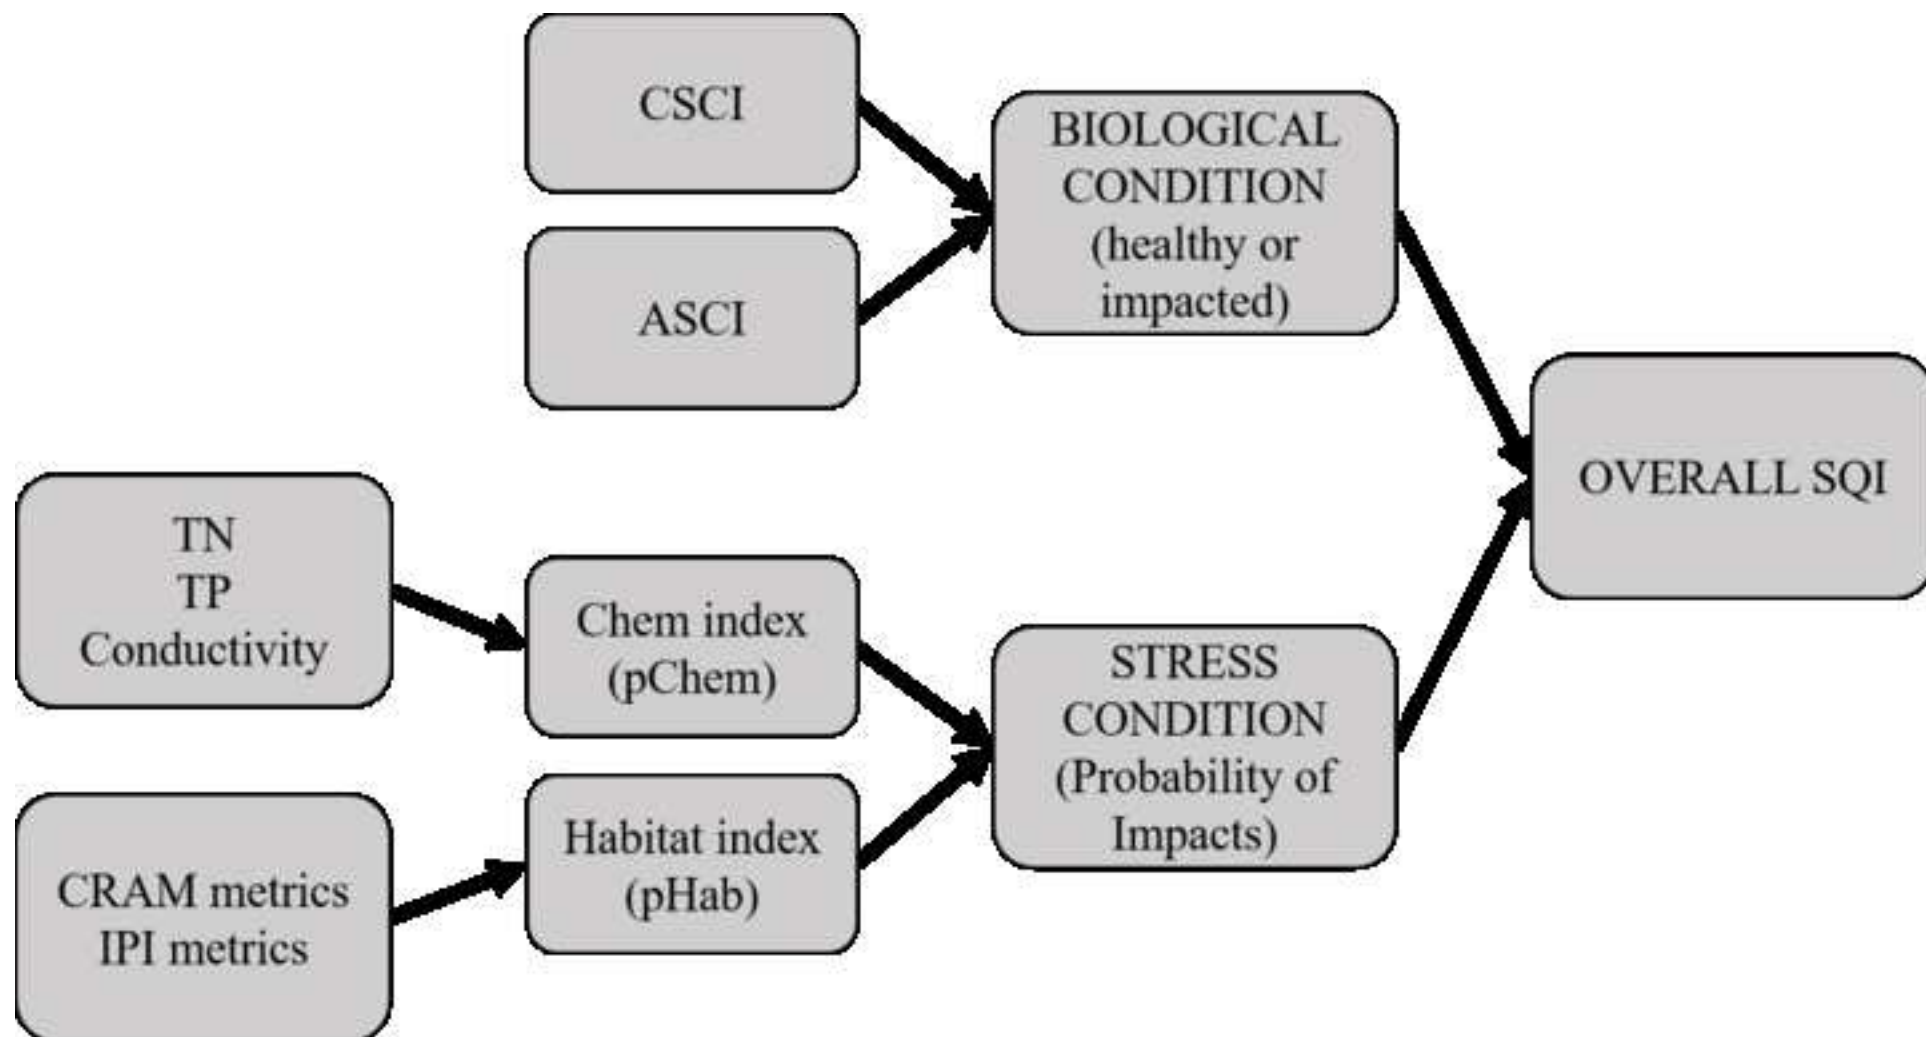 CSCI
ASCI
BIOLOGICAL
CONDITION
(healthy or
impacted)
OVERALL SQI
TN
TP
Conductivity
Chem index
(pChem)
STRESS
CONDITION
(Probability of
Impacts)
CRAM metrics
IPI metrics
Habitat index
(pHab)